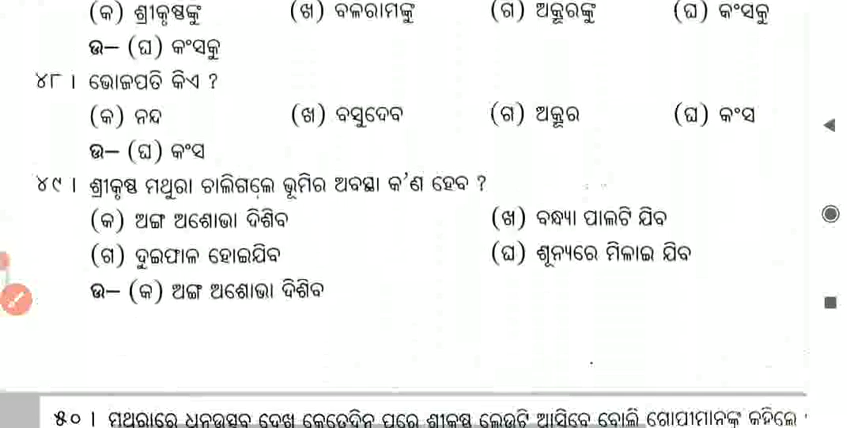 (କ) ଶ୍ରୀକୃଷ୍ଣଙ୍କୁ (ଖ) ବଳରାମଙ୍କୁ (ଗ) ଅକ୍ରୂରଙ୍କୁ (ଘ) କଂସକୁ
ଉ– (ଘ) କଂସକୁ
୪୮ । ଭୋଜପତି କିଏ ?
(କ) ନନ୍ଦ (ଖ) ବସୁଦେବ (ଗ) ଅକ୍ରୂର (ଘ) କଂସ
ଉ– (ଘ) କଂସ
୪୯ । ଶ୍ରୀକୃଷ୍ଣ ମଥୁରା ଚାଲିଗଲେ ଭୂମିର ଅବସ୍ଥା କ'ଣ ହେବ ?
(କ) ଅଙ୍ଗ ଅଶୋଭା ଦିଶିବ (ଖ) ବନ୍ଧ୍ୟା ପାଲଟି ଯିବ
(ଗ) ଦୁଇଫାଳ ହୋଇଯିବ (ଘ) ଶୂନ୍ୟରେ ମିଳାଇ ଯିବ
ଉ– (କ) ଅଙ୍ଗ ଅଶୋଭା ଦିଶିବ
୫୦ । ମଥୁରାରେ ଧନୁଉତ୍ସବ ଦେଖି କେତେଦିନ ପରେ ଶ୍ରୀକୃଷ୍ଣ ଲେଉଟି ଆସିବେ ବୋଲି ଗୋପୀମାନଙ୍କୁ କହିଲେ